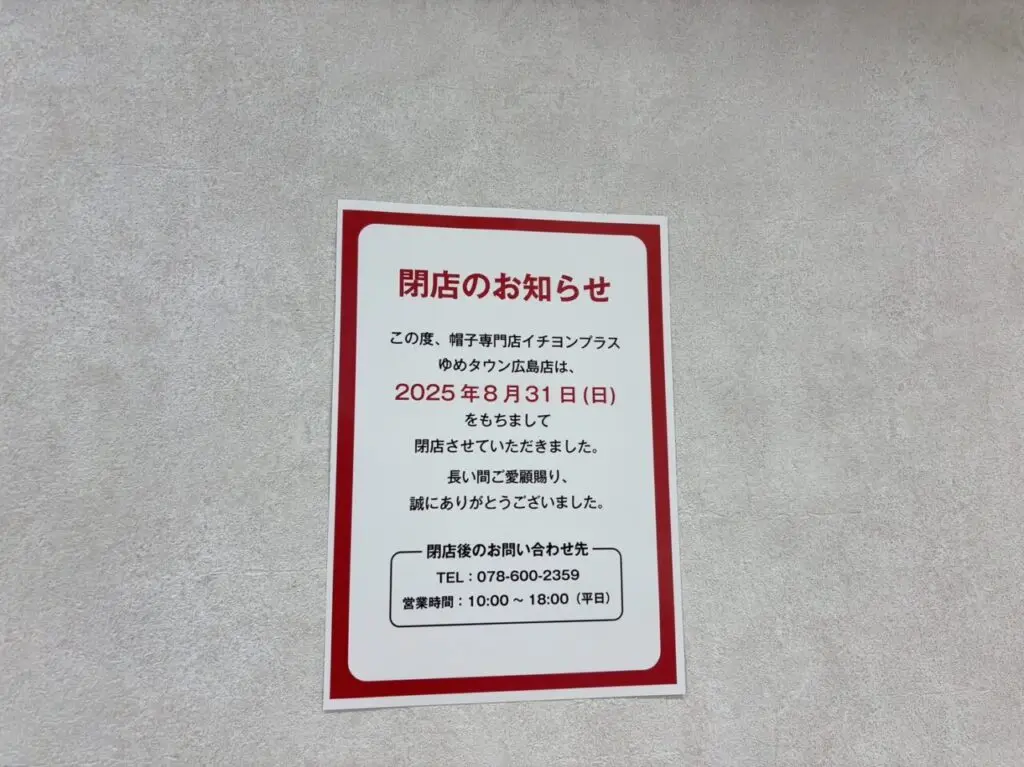 閉店のお知らせ
この度、帽子専門店イチヨンプラス
ゆめタウン広島店は、
2025年8月31日(日)
をもちまして
閉店させていただきました。
長い間ご愛顧賜り、
誠にありがとうございました。
閉店後のお問い合わせ先
TEL：078-600-2359
営業時間：10:00～18:00（平日）